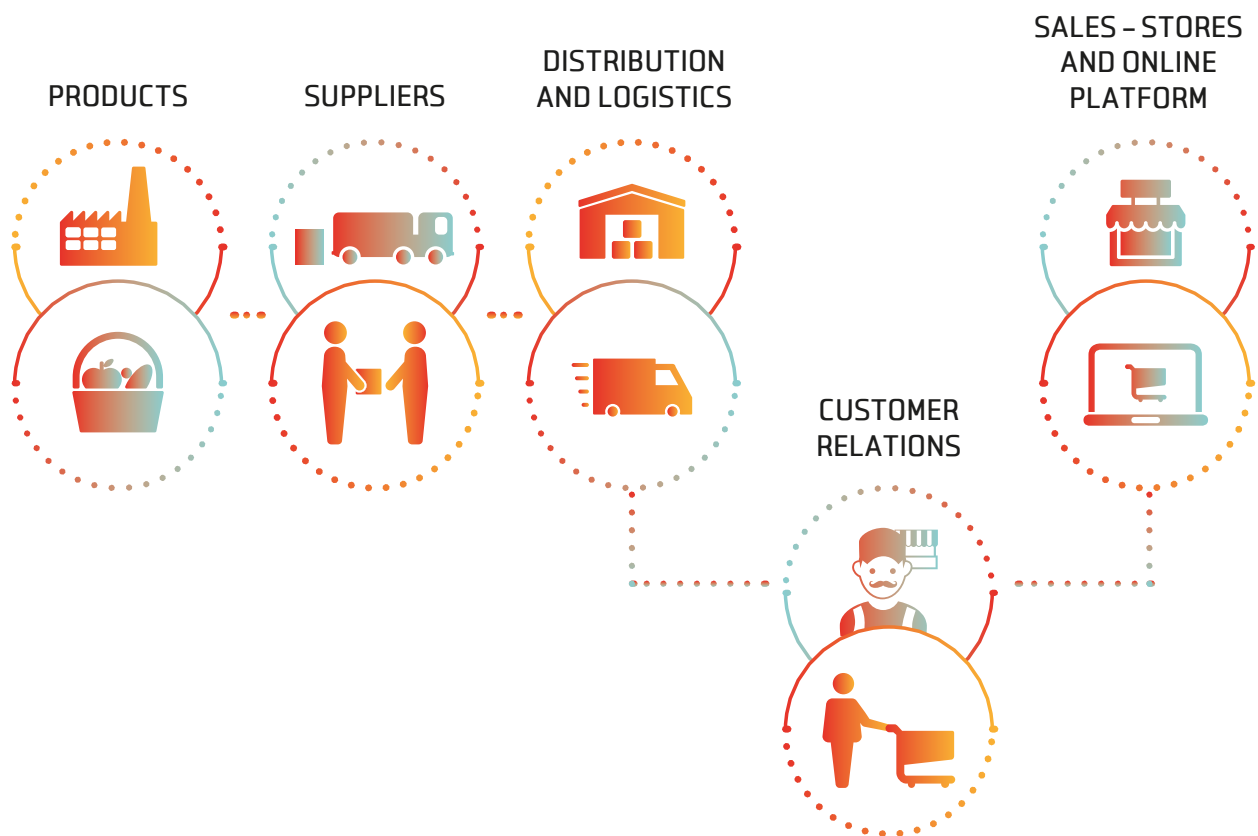 PRODUCTS
SUPPLIERS
DISTRIBUTION
AND LOGISTICS
CUSTOMER
RELATIONS
SALES – STORES
AND ONLINE
PLATFORM